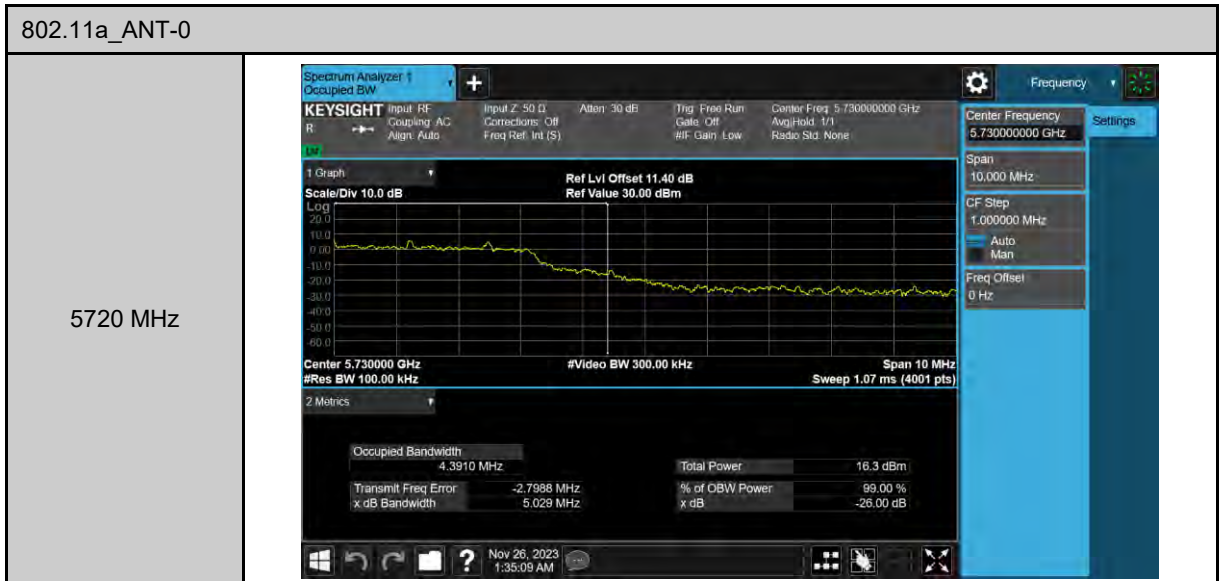 802.11a_ANT-0
5720 MHz
Spectrum Analyzer 1
Occupied BW
Frequency
KEYSIGHT
R
Input: RF
Coupling: AC
Align: Auto
Input Z: 50 Ω
Corrections: Off
Freq Ref: Int (S)
Atten: 30 dB
Trig: Free Run
Gate: Off
#IF Gain: Low
Center Freq: 5.730000000 GHz
Avg|Hold: 1/1
Radio Std: None
Center Frequency
5.730000000 GHz
Settings
Span
10.000 MHz
CF Step
1.000000 MHz
Auto
Man
Freq Offset
0 Hz
1 Graph
Scale/Div 10.0 dB
Ref Lvl Offset 11.40 dB
Ref Value 30.00 dBm
Log
20.0
10.0
0.00
-10.0
-20.0
-30.0
-40.0
-50.0
-60.0
Center 5.730000 GHz
#Video BW 300.00 kHz
Span 10 MHz
#Res BW 100.00 kHz
Sweep 1.07 ms (4001 pts)
2 Metrics
Occupied Bandwidth
4.3910 MHz
Total Power 16.3 dBm
Transmit Freq Error -2.7988 MHz
% of OBW Power 99.00 %
x dB Bandwidth 5.029 MHz
x dB -26.00 dB
Nov 26, 2023
1:35:09 AM